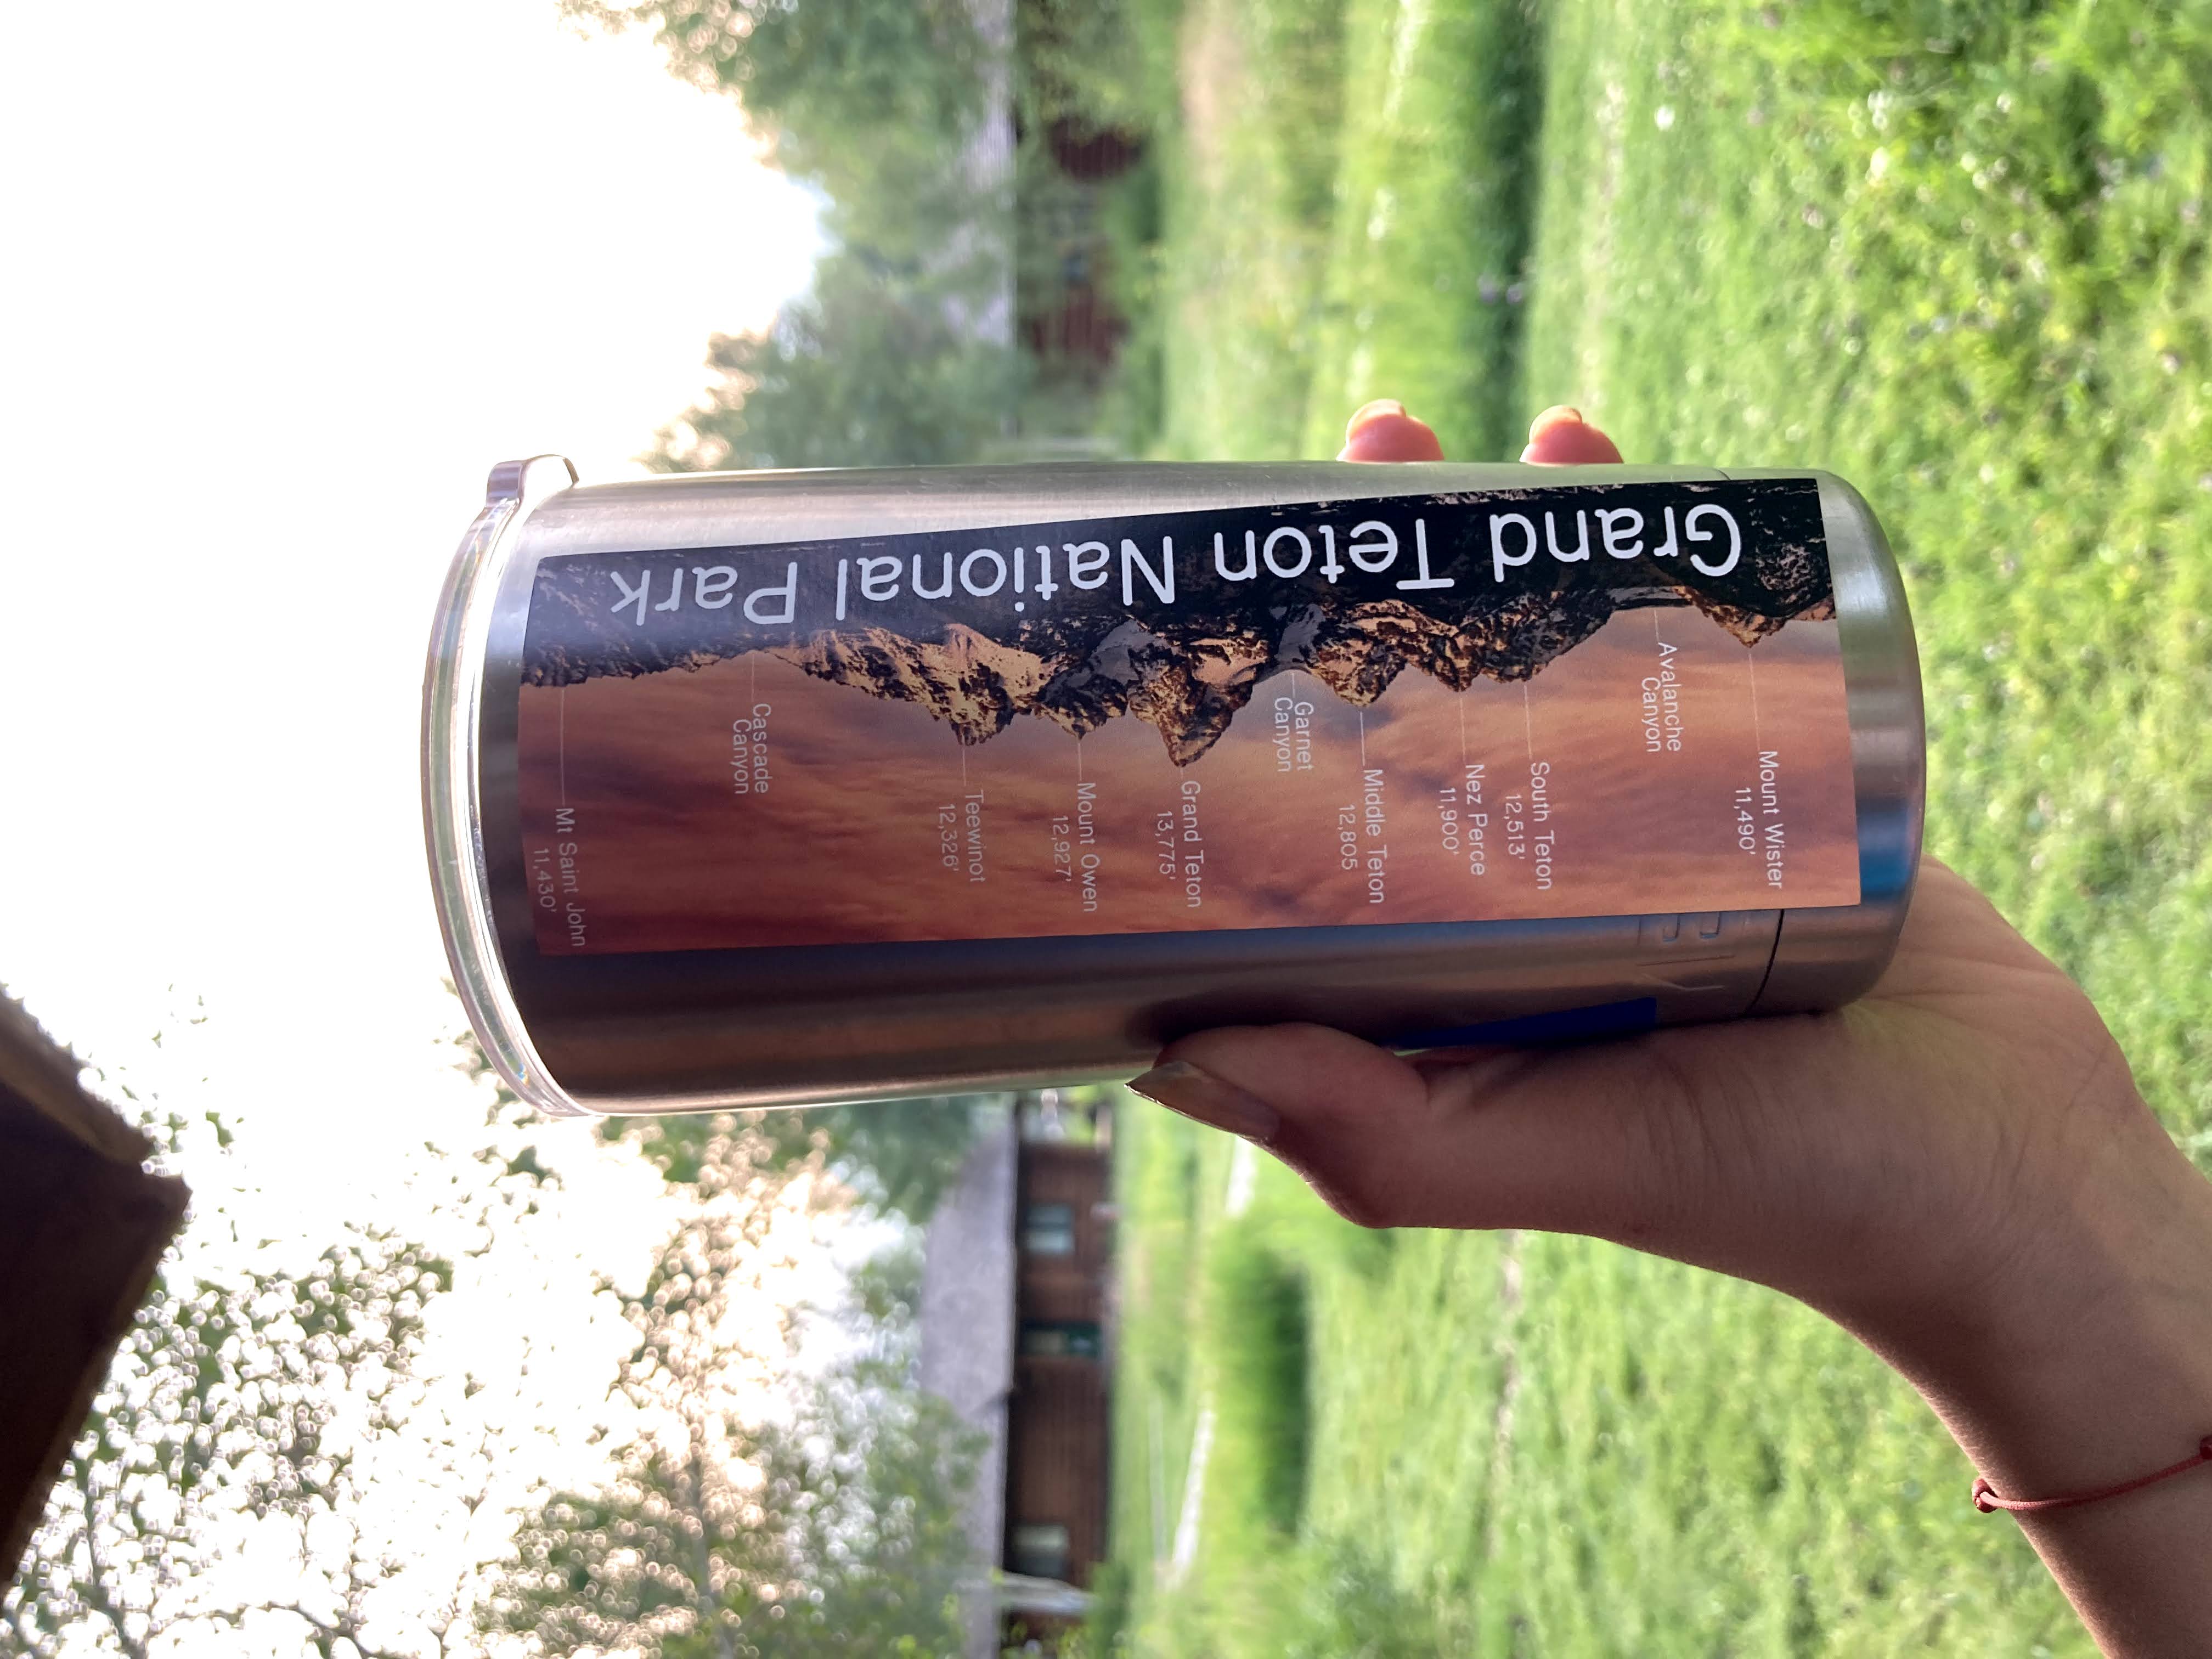 Mount Wister
11,490'
Avalanche
Canyon
South Teton
12,513'
Nez Perce
11,900'
Middle Teton
12,805
Garnet
Canyon
Grand Teton
13,775'
Mount Owen
12,927'
Teewinot
12,326'
Cascade
Canyon
Mt Saint John
11,430'
Grand Teton National Park